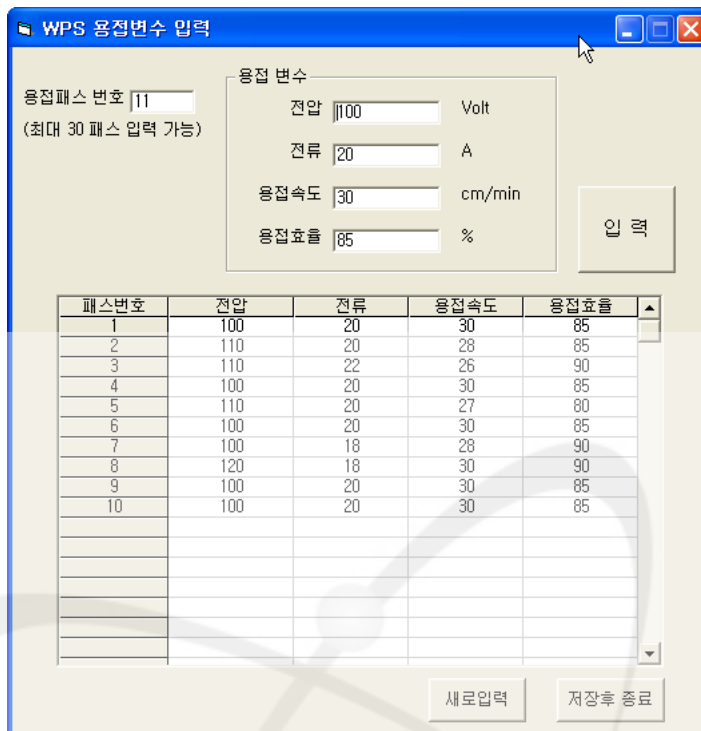 WPS 용접변수 입력
용접패스 번호 11
(최대 30 패스 입력 가능)
용접 변수
전압 100 Volt
전류 20 A
용접속도 30 cm/min
용접효율 85 %
입 력
패스번호 전압 전류 용접속도 용접효율
1 100 20 30 85
2 110 20 28 85
3 110 22 26 90
4 100 20 30 85
5 110 20 27 80
6 100 20 30 85
7 100 18 28 90
8 120 18 30 90
9 100 20 30 85
10 100 20 30 85
새로입력 저장후 종료